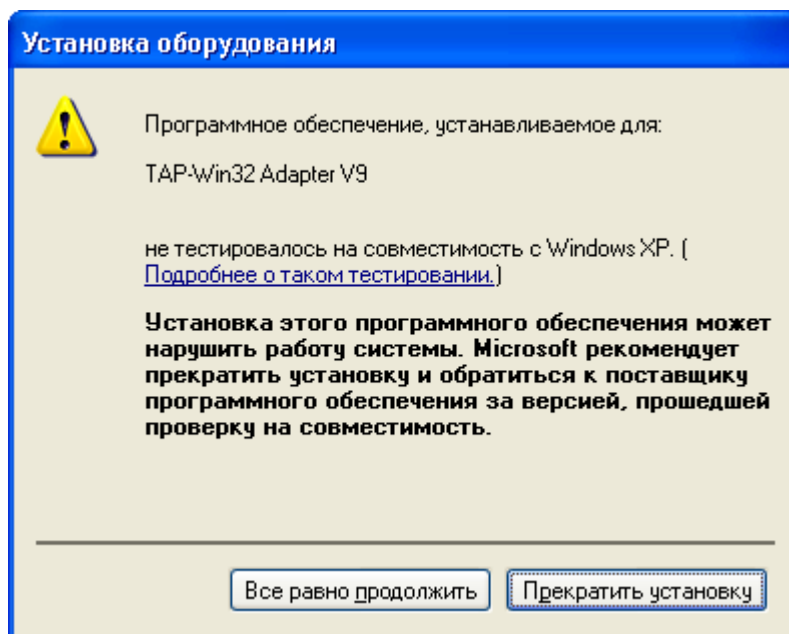 Установка оборудования
Программное обеспечение, устанавливаемое для:
TAP-Win32 Adapter V9
не тестировалось на совместимость с Windows XP. (
Подробнее о таком тестировании.)
Установка этого программного обеспечения может
нарушить работу системы. Microsoft рекомендует
прекратить установку и обратиться к поставщику
программного обеспечения за версией, прошедшей
проверку на совместимость.
Все равно продолжить
Прекратить установку